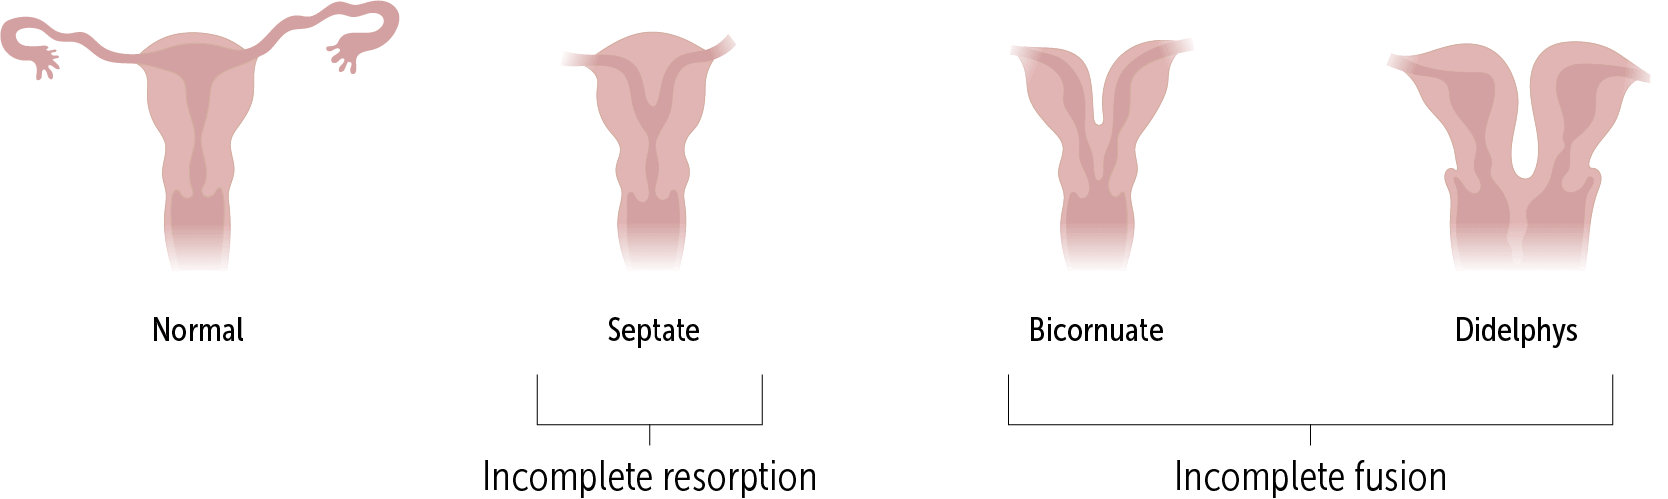 Normal
Septate
Bicornuate
Didelphys
Incomplete resorption
Incomplete fusion